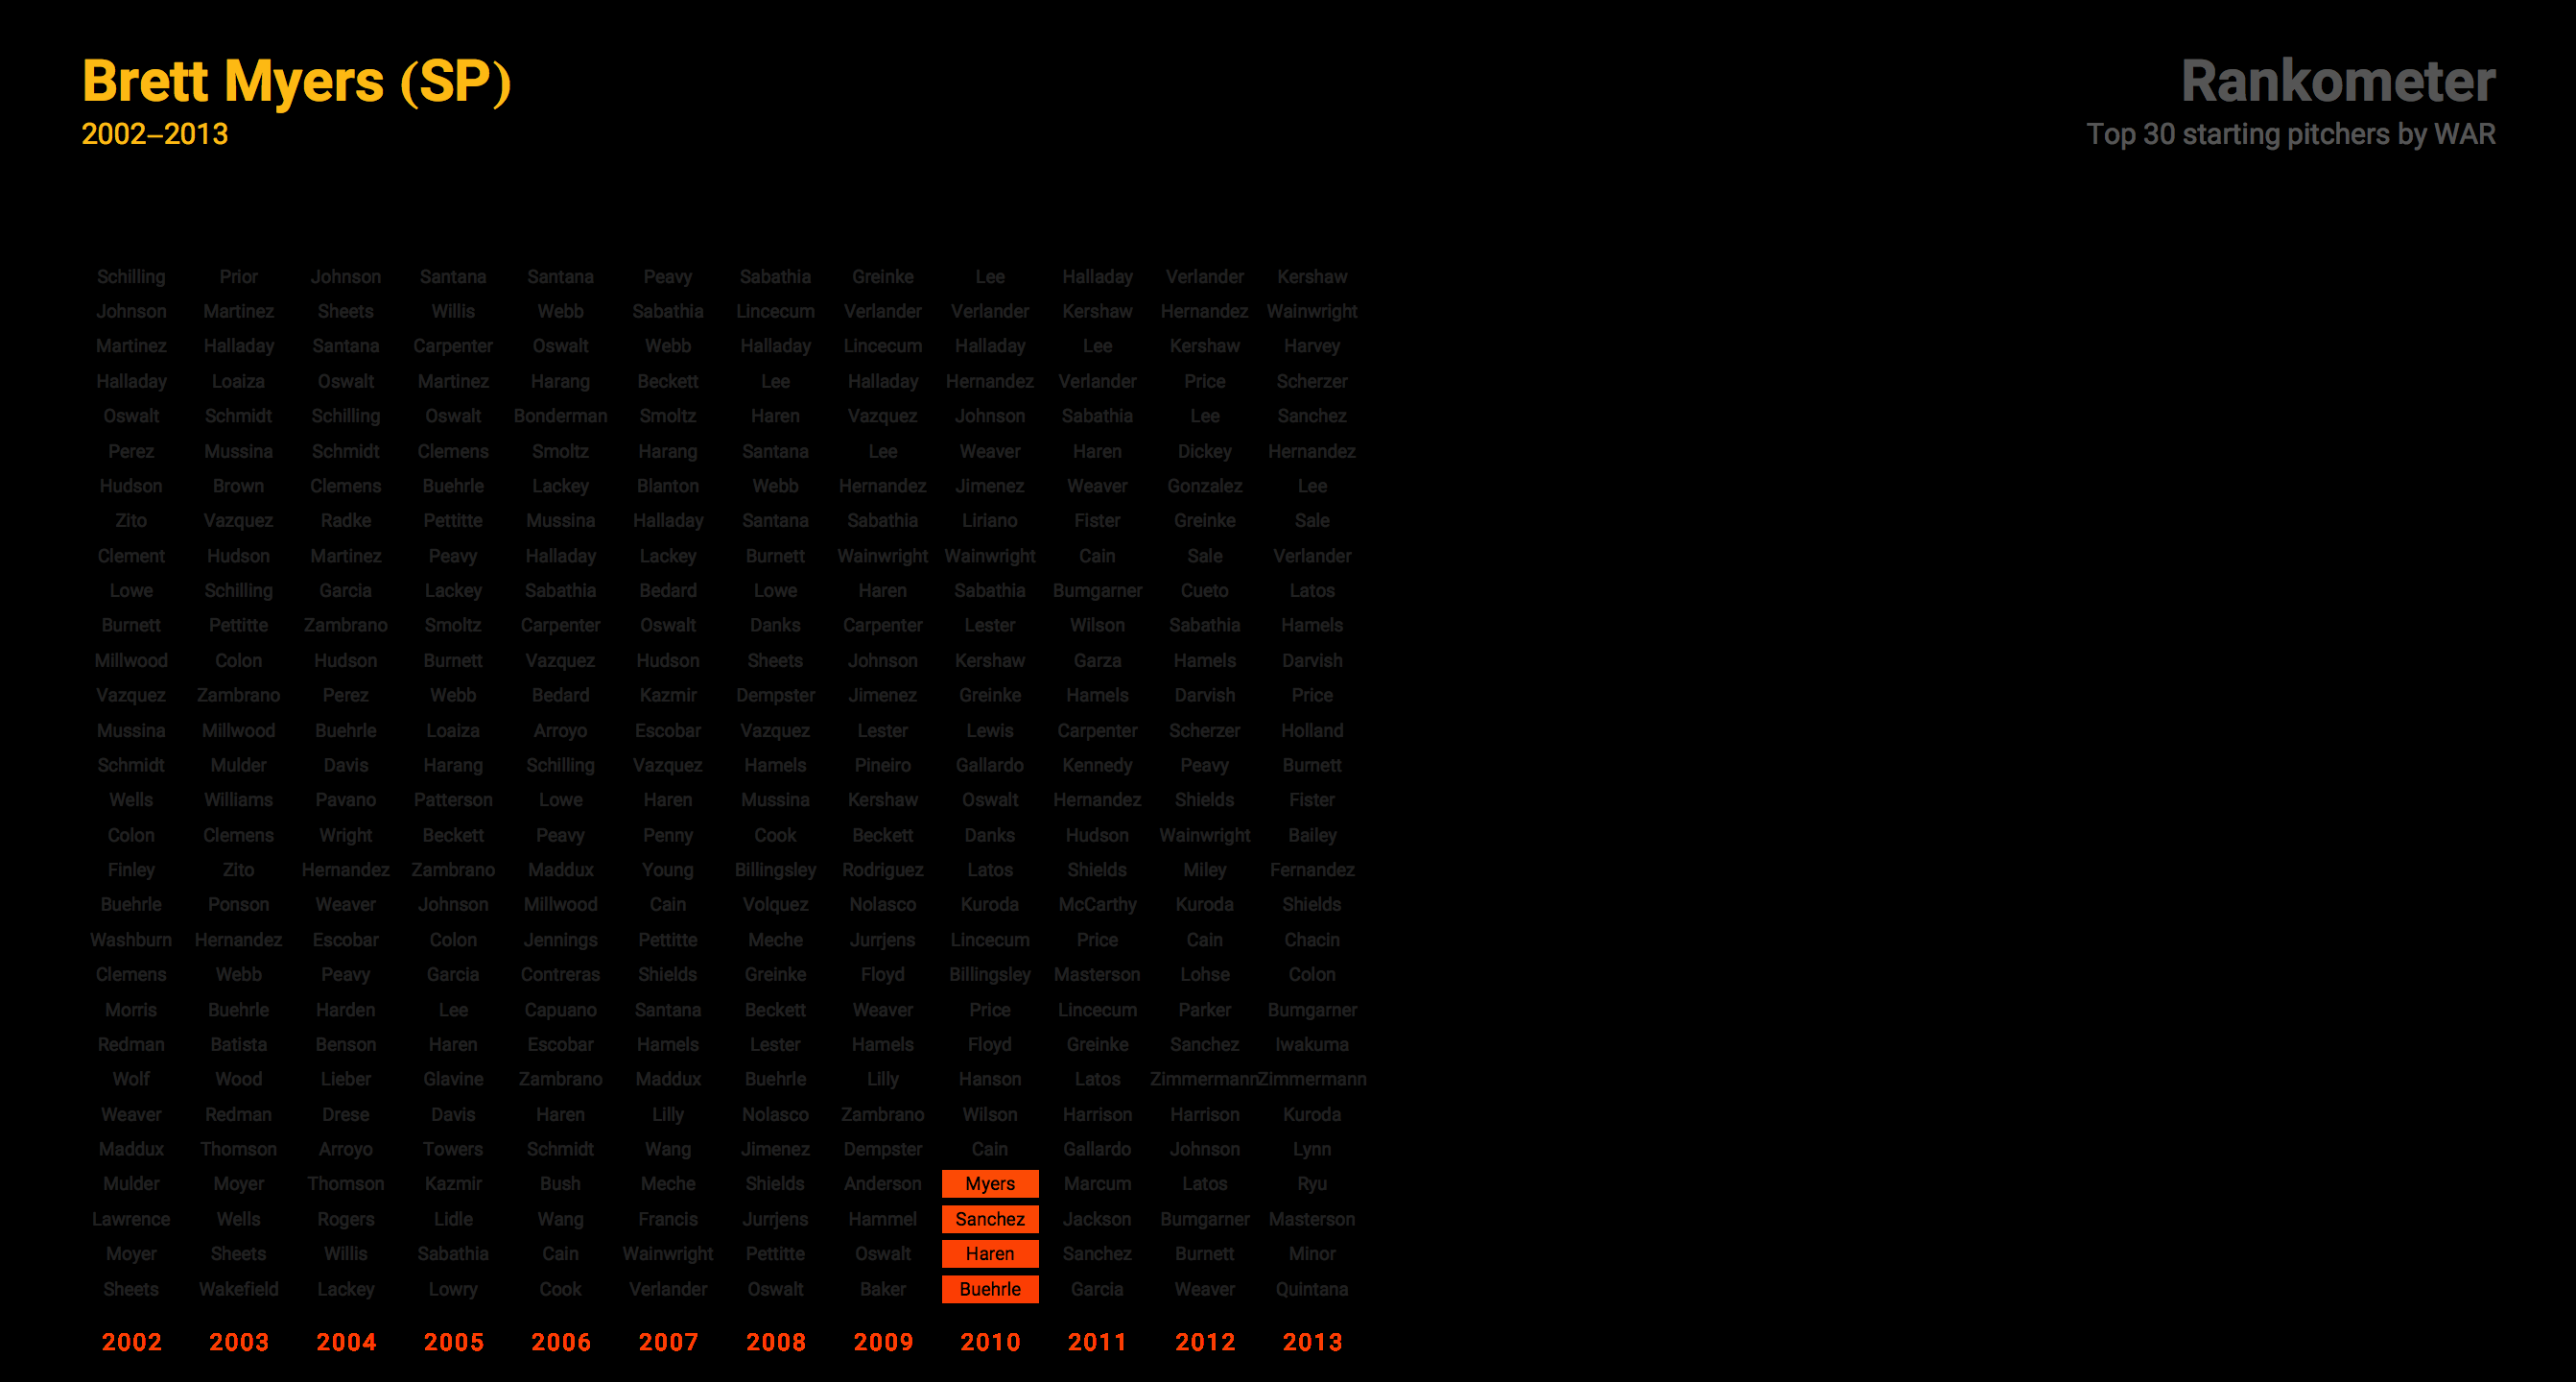 Brett Myers (SP)
2002–2013
Rankometer
Top 30 starting pitchers by WAR
Schilling Prior Johnson Santana Santana Peavy Sabathia Greinke Lee Halladay Verlander Kershaw
Johnson Martinez Sheets Willis Webb Sabathia Lincecum Verlander Verlander Kershaw Hernandez Wainwright
Martinez Halladay Santana Carpenter Oswalt Webb Halladay Lincecum Halladay Lee Kershaw Harvey
Halladay Loaiza Oswalt Martinez Harang Beckett Lee Halladay Hernandez Verlander Price Scherzer
Oswalt Schmidt Schilling Oswalt Bonderman Smoltz Haren Vazquez Johnson Sabathia Lee Sanchez
Perez Mussina Schmidt Clemens Smoltz Harang Santana Lee Weaver Haren Dickey Hernandez
Hudson Brown Clemens Buehrle Lackey Blanton Webb Hernandez Jimenez Weaver Gonzalez Lee
Zito Vazquez Radke Pettitte Mussina Halladay Santana Sabathia Liriano Fister Greinke Sale
Clement Hudson Martinez Peavy Halladay Lackey Burnett Wainwright Wainwright Cain Sale Verlander
Lowe Schilling Garcia Lackey Sabathia Bedard Lowe Haren Sabathia Bumgarner Cueto Latos
Burnett Pettitte Zambrano Smoltz Carpenter Oswalt Danks Carpenter Lester Wilson Sabathia Hamels
Millwood Colon Hudson Burnett Vazquez Hudson Sheets Johnson Kershaw Garza Hamels Darvish
Vazquez Zambrano Perez Webb Bedard Kazmir Dempster Jimenez Greinke Hamels Darvish Price
Mussina Millwood Buehrle Loaiza Arroyo Escobar Vazquez Lester Lewis Carpenter Scherzer Holland
Schmidt Mulder Davis Harang Schilling Vazquez Hamels Pineiro Gallardo Kennedy Peavy Burnett
Wells Williams Pavano Patterson Lowe Haren Mussina Kershaw Oswalt Hernandez Shields Fister
Colon Clemens Wright Beckett Peavy Penny Cook Beckett Danks Hudson Wainwright Bailey
Finley Zito Hernandez Zambrano Maddux Young Billingsley Rodriguez Latos Shields Miley Fernandez
Buehrle Ponson Weaver Johnson Millwood Cain Volquez Nolasco Kuroda McCarthy Kuroda Shields
Washburn Hernandez Escobar Colon Jennings Pettitte Meche Jurrjens Lincecum Price Cain Chacin
Clemens Webb Peavy Garcia Contreras Shields Greinke Floyd Billingsley Masterson Lohse Colon
Morris Buehrle Harden Lee Capuano Santana Beckett Weaver Price Lincecum Parker Bumgarner
Redman Batista Benson Haren Escobar Hamels Lester Hamels Floyd Greinke Sanchez Iwakuma
Wolf Wood Lieber Glavine Zambrano Maddux Buehrle Lilly Hanson Latos Zimmermann Zimmermann
Weaver Redman Drese Davis Haren Lilly Nolasco Zambrano Wilson Harrison Harrison Kuroda
Maddux Thomson Arroyo Towers Schmidt Wang Jimenez Dempster Cain Gallardo Johnson Lynn
Mulder Moyer Thomson Kazmir Bush Meche Shields Anderson Myers Marcum Latos Ryu
Lawrence Wells Rogers Lidle Wang Francis Jurrjens Hammel Sanchez Jackson Bumgarner Masterson
Moyer Sheets Willis Sabathia Cain Wainwright Pettitte Oswalt Haren Sanchez Burnett Minor
Sheets Wakefield Lackey Lowry Cook Verlander Oswalt Baker Buehrle Garcia Weaver Quintana
2002 2003 2004 2005 2006 2007 2008 2009 2010 2011 2012 2013